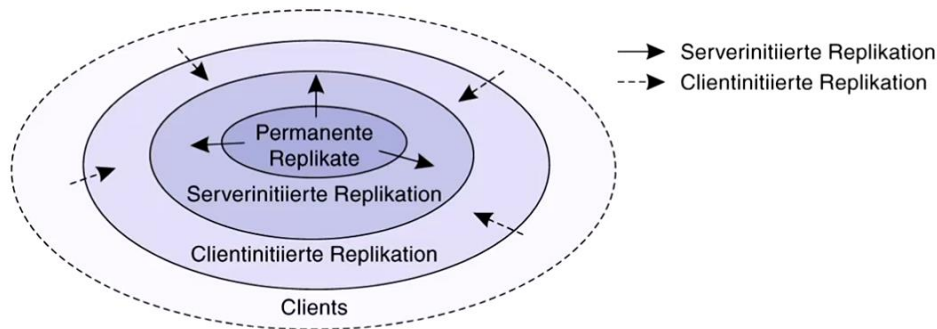 Serverinitiierte Replikation
Clientinitiierte Replikation
Permanente
Replikate
Serverinitiierte Replikation
Clientinitiierte Replikation
Clients